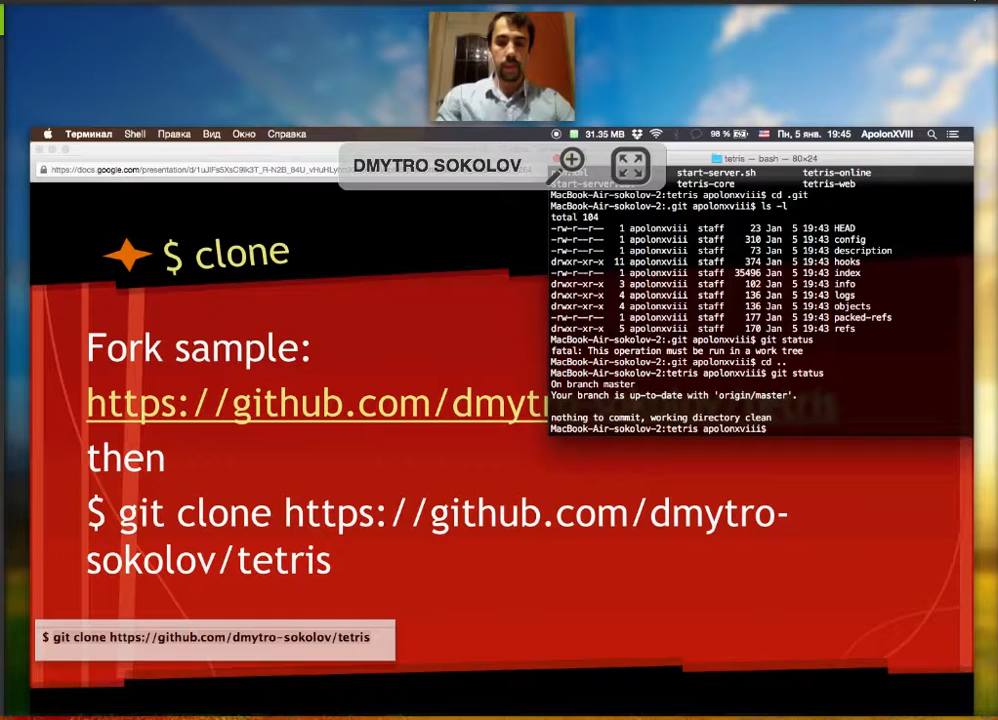 Терминал Shell Правка Вид Окно Справка 31.35 MB 98 % Пн, 5 янв. 19:45 ApolonXVIII
DMYTRO SOKOLOV
tetris — bash — 80×24
start-server.sh tetris-online
tetris-core tetris-web
MacBook-Air-sokolov-2:tetris apolonxviii$ cd .git
MacBook-Air-sokolov-2:.git apolonxviii$ ls -l
total 104
-rw-r--r-- 1 apolonxviii staff 23 Jan 5 19:43 HEAD
-rw-r--r-- 1 apolonxviii staff 310 Jan 5 19:43 config
-rw-r--r-- 1 apolonxviii staff 73 Jan 5 19:43 description
drwxr-xr-x 11 apolonxviii staff 374 Jan 5 19:43 hooks
-rw-r--r-- 1 apolonxviii staff 35496 Jan 5 19:43 index
drwxr-xr-x 3 apolonxviii staff 102 Jan 5 19:43 info
drwxr-xr-x 4 apolonxviii staff 136 Jan 5 19:43 logs
drwxr-xr-x 4 apolonxviii staff 136 Jan 5 19:43 objects
-rw-r--r-- 1 apolonxviii staff 177 Jan 5 19:43 packed-refs
drwxr-xr-x 5 apolonxviii staff 170 Jan 5 19:43 refs
MacBook-Air-sokolov-2:.git apolonxviii$ git status
fatal: This operation must be run in a work tree
MacBook-Air-sokolov-2:.git apolonxviii$ cd ..
MacBook-Air-sokolov-2:tetris apolonxviii$ git status
On branch master
Your branch is up-to-date with 'origin/master'.
nothing to commit, working directory clean
MacBook-Air-sokolov-2:tetris apolonxviii$
$ clone
Fork sample:
https://github.com/dmytr
then
$ git clone https://github.com/dmytro-
sokolov/tetris
$ git clone https://github.com/dmytro-sokolov/tetris